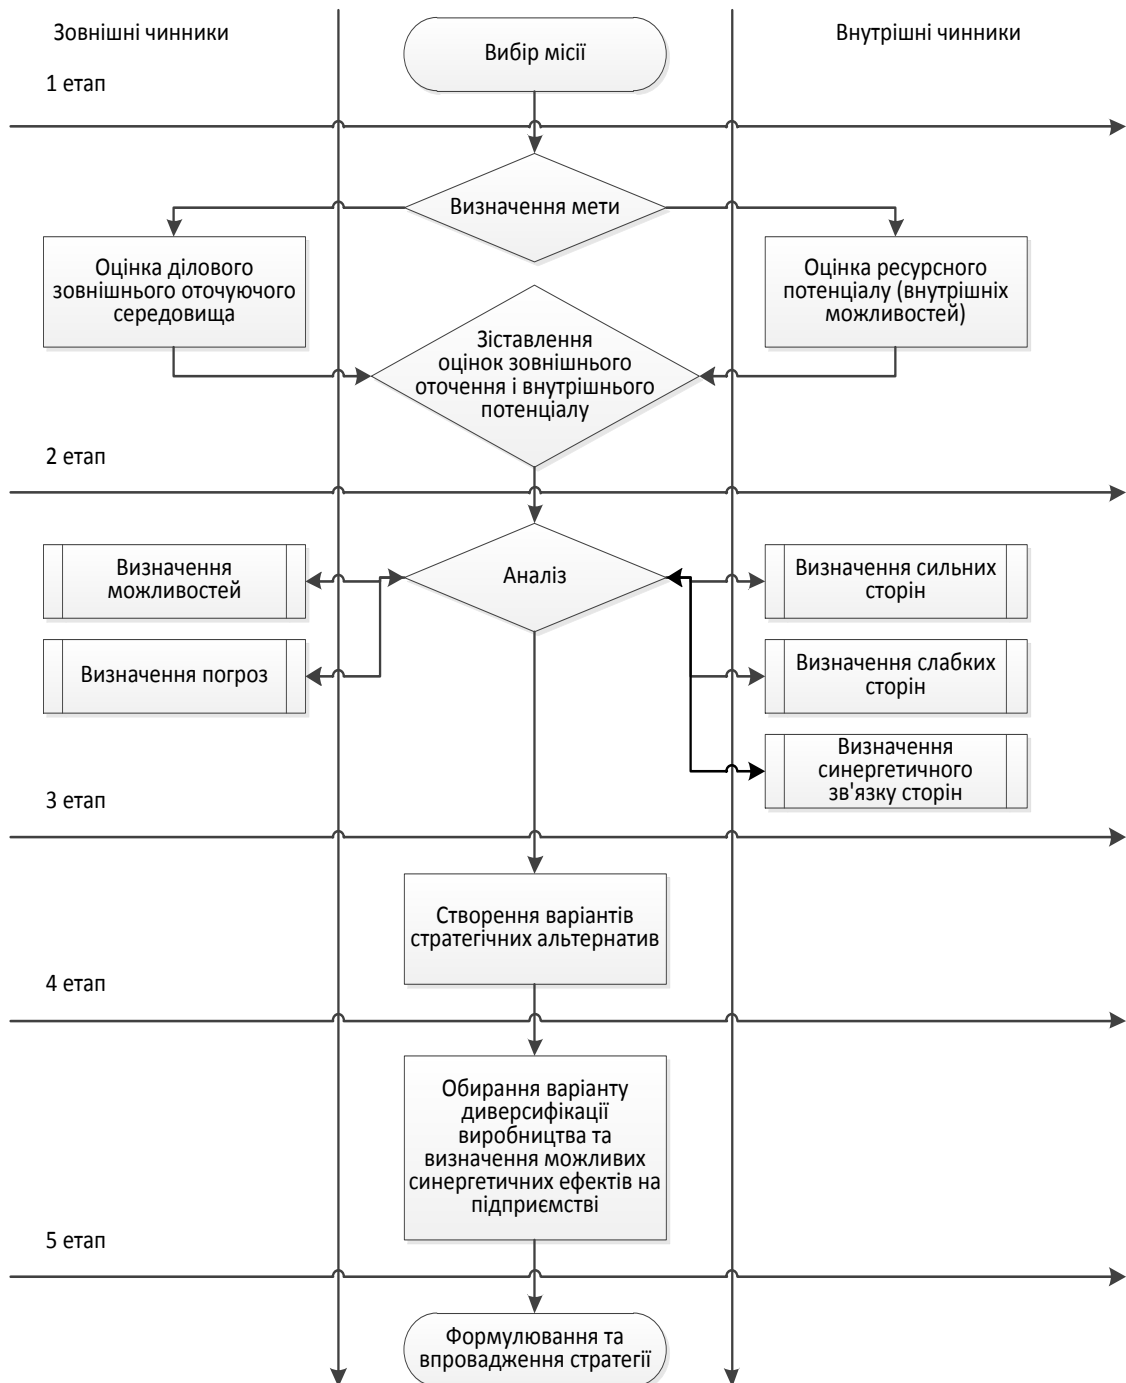 Зовнішні чинники
Вибір місії
Внутрішні чинники
1 етап
Визначення мети
Оцінка ділового
зовнішнього оточуючого
середовища
Оцінка ресурсного
потенціалу (внутрішніх
можливостей)
Зіставлення
оцінок зовнішнього
оточення і внутрішнього
потенціалу
2 етап
Визначення
можливостей
Аналіз
Визначення сильних
сторін
Визначення погроз
Визначення слабких
сторін
Визначення
синергетичного
зв'язку сторін
3 етап
Створення варіантів
стратегічних альтернатив
4 етап
Обирання варіанту
диверсифікації
виробництва та
визначення можливих
синергетичних ефектів на
підприємстві
5 етап
Формулювання та
впровадження стратегії